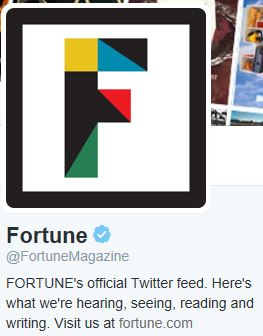 F
Fortune
@FortuneMagazine
FORTUNE's official Twitter feed. Here's
what we're hearing, seeing, reading and
writing. Visit us at fortune.com